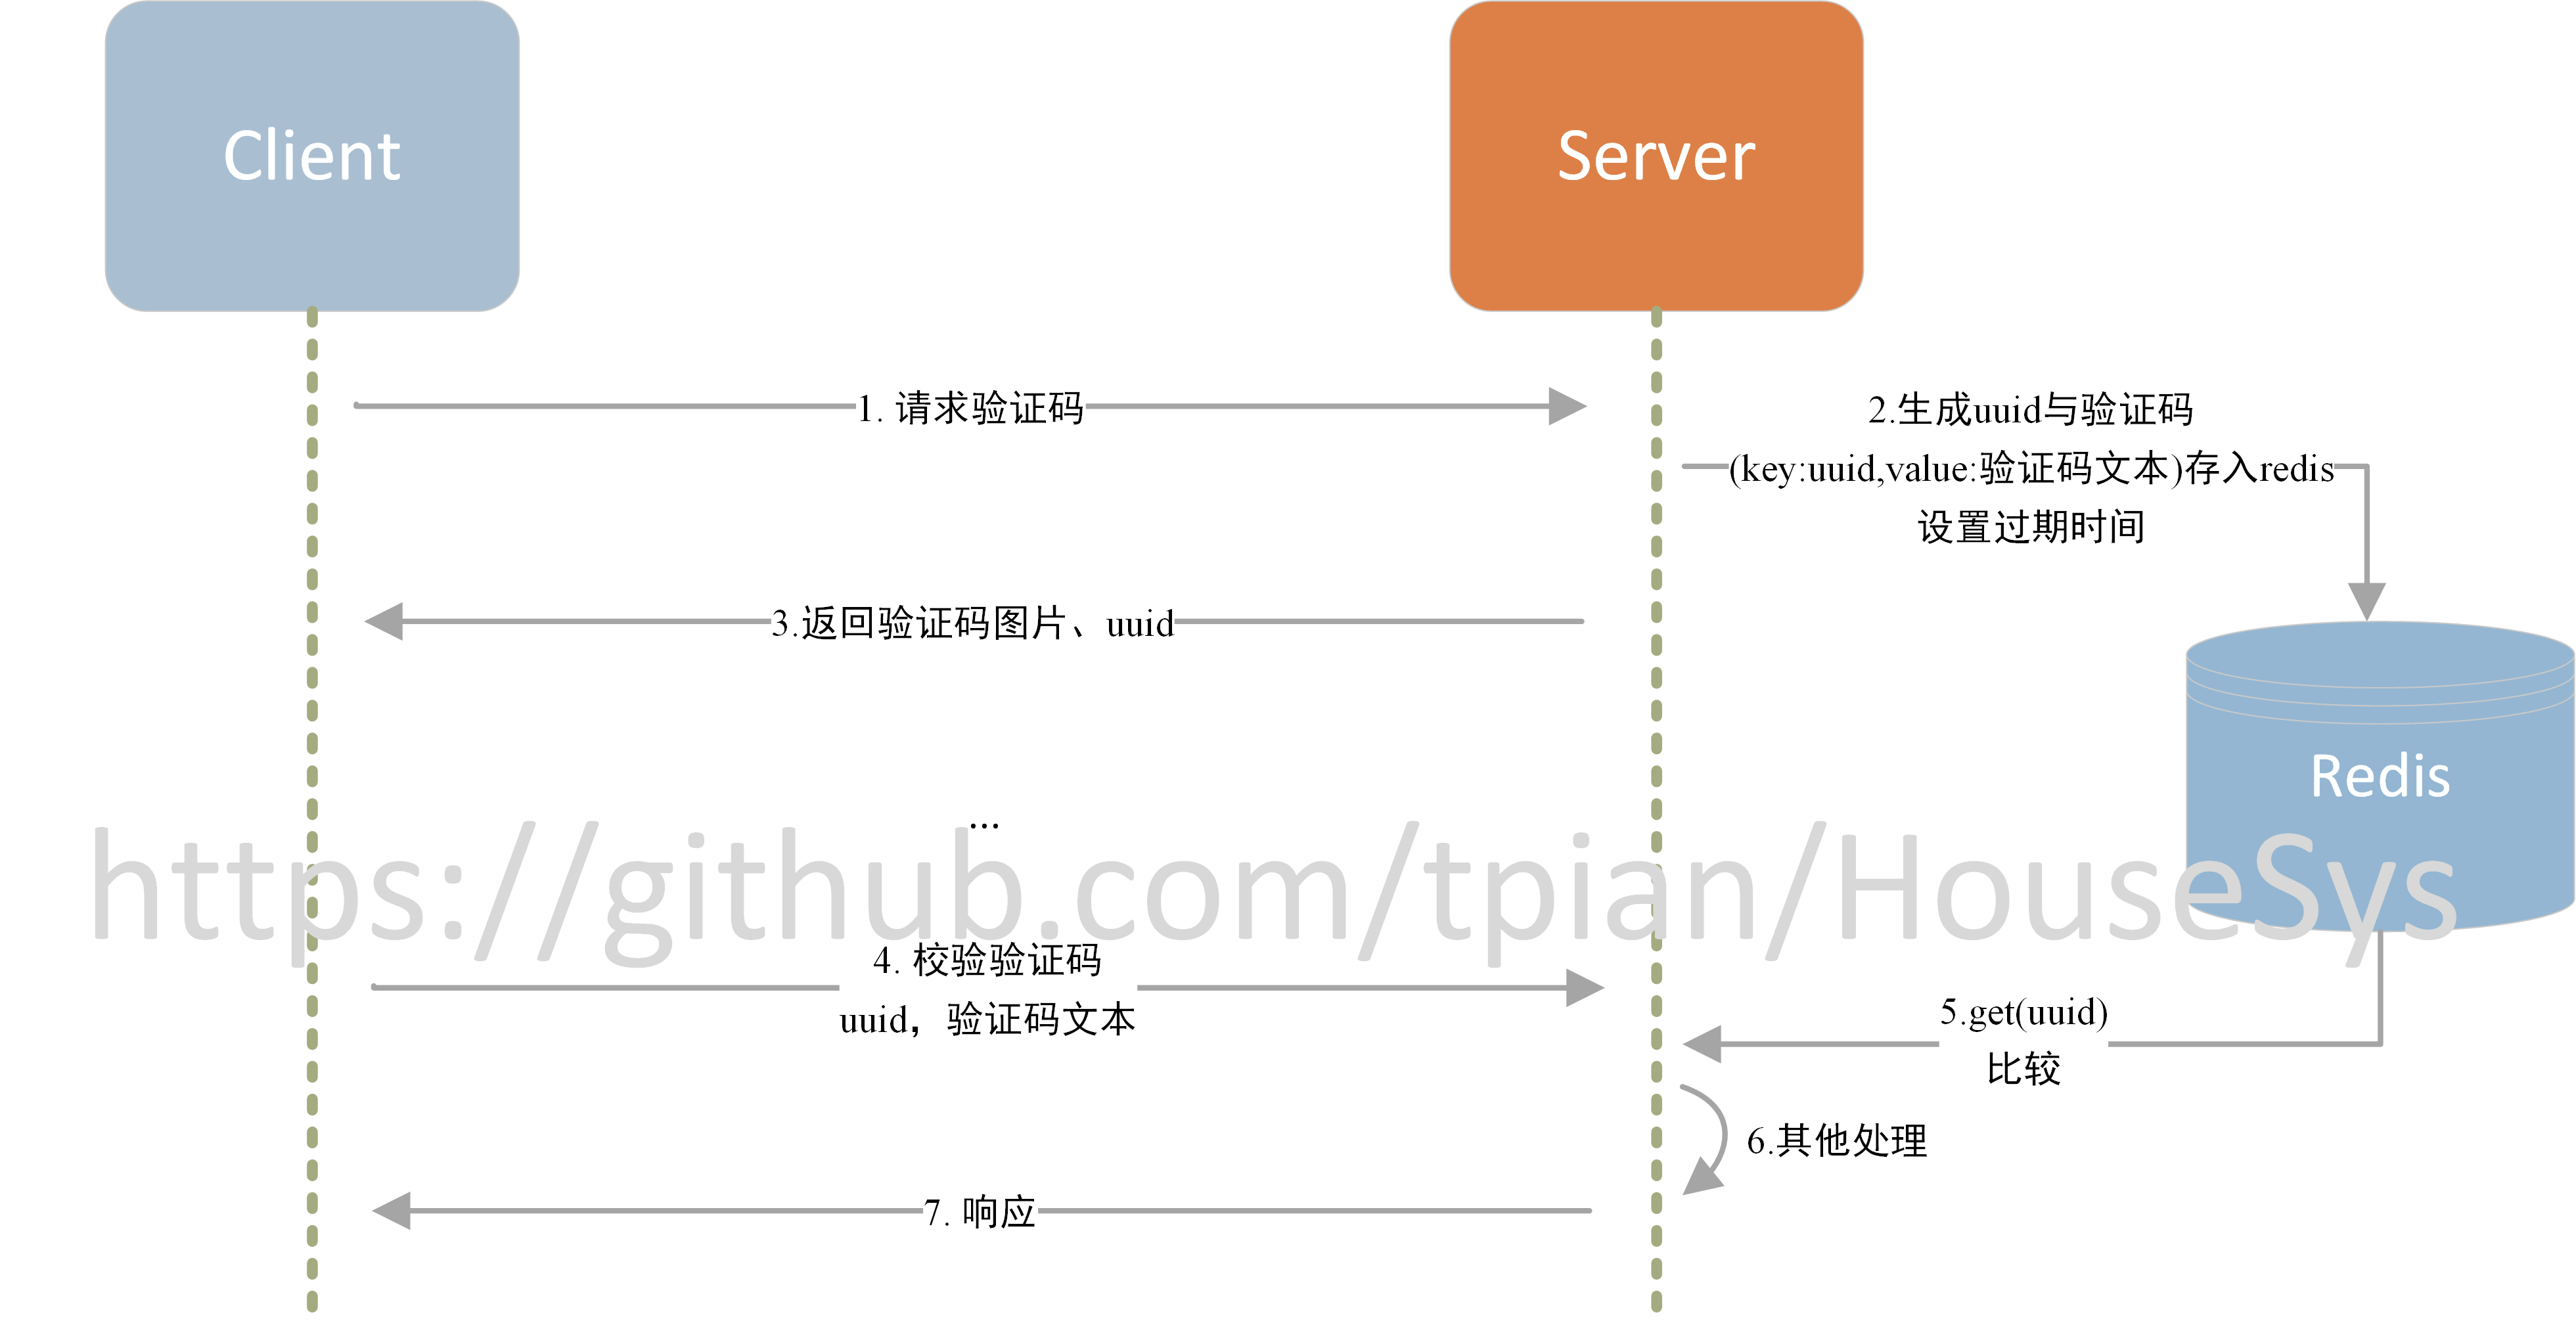 Client
Server
1. 请求验证码
2.生成uuid与验证码
(key:uuid,value:验证码文本)存入redis
设置过期时间
3.返回验证码图片、uuid
Redis
...
https://github.com/tpian/HouseSys
4. 校验验证码
uuid，验证码文本
5.get(uuid)
比较
6.其他处理
7. 响应